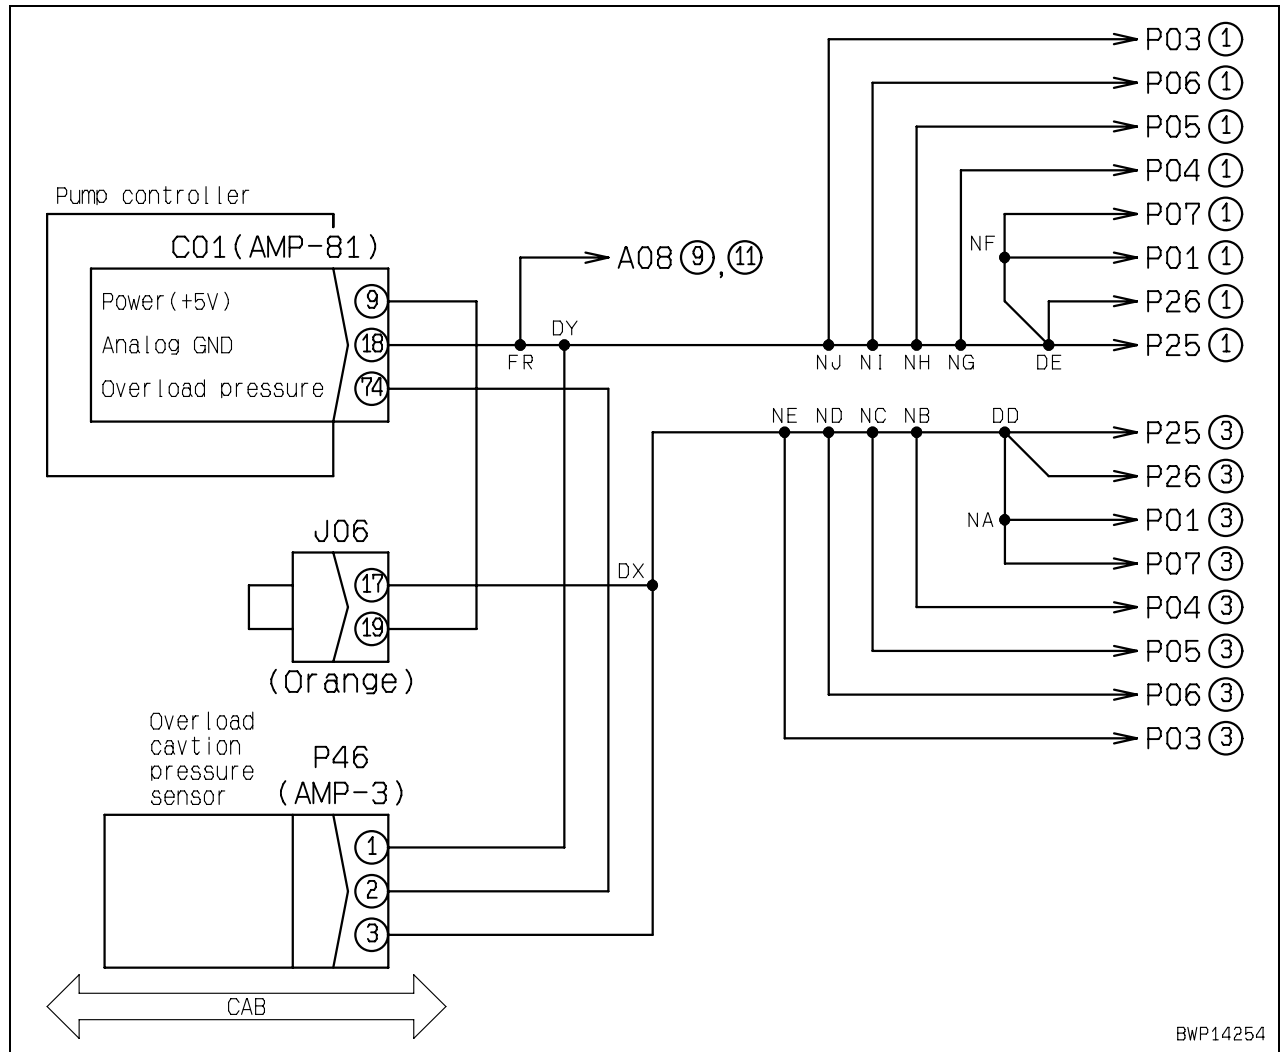 P03 1
P06 1
P05 1
P04 1
Pump controller
P07 1
C01(AMP-81)
NF
A08 9, 11
P01 1
Power(+5V) 9
P26 1
DY
Analog GND 18
P25 1
FR
NJ NI NH NG DE
Overload pressure 74
NE ND NC NB DD
P25 3
P26 3
J06
NA
P01 3
DX
17
P07 3
19
P04 3
(Orange)
P05 3
Overload
cavtion
pressure
sensor
P46
(AMP-3)
P06 3
P03 3
1
2
3
CAB
BWP14254